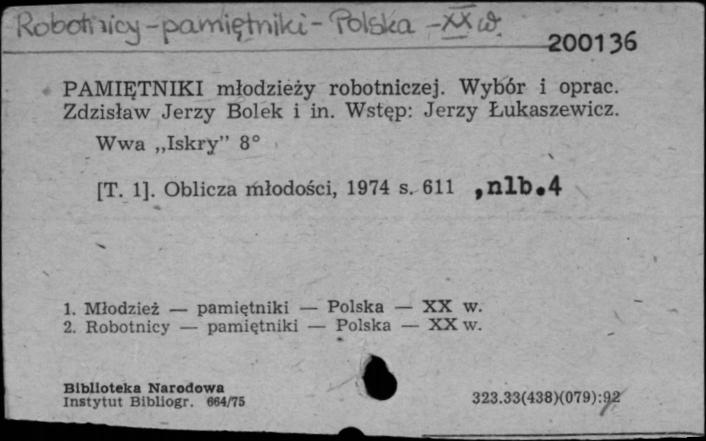 Robotnicy - pamiętniki - Polska - XX w.
200136
PAMIĘTNIKI młodzieży robotniczej. Wybór i oprac.
Zdzisław Jerzy Bolek i in. Wstęp: Jerzy Łukaszewicz.
Wwa „Iskry” 8°
[T. 1]. Oblicza młodości, 1974 s. 611 ,nlb.4
1. Młodzież — pamiętniki — Polska — XX w.
2. Robotnicy — pamiętniki — Polska — XX w.
Biblioteka Narodowa
Instytut Bibliogr. 664/75
323.33(438)(079):92